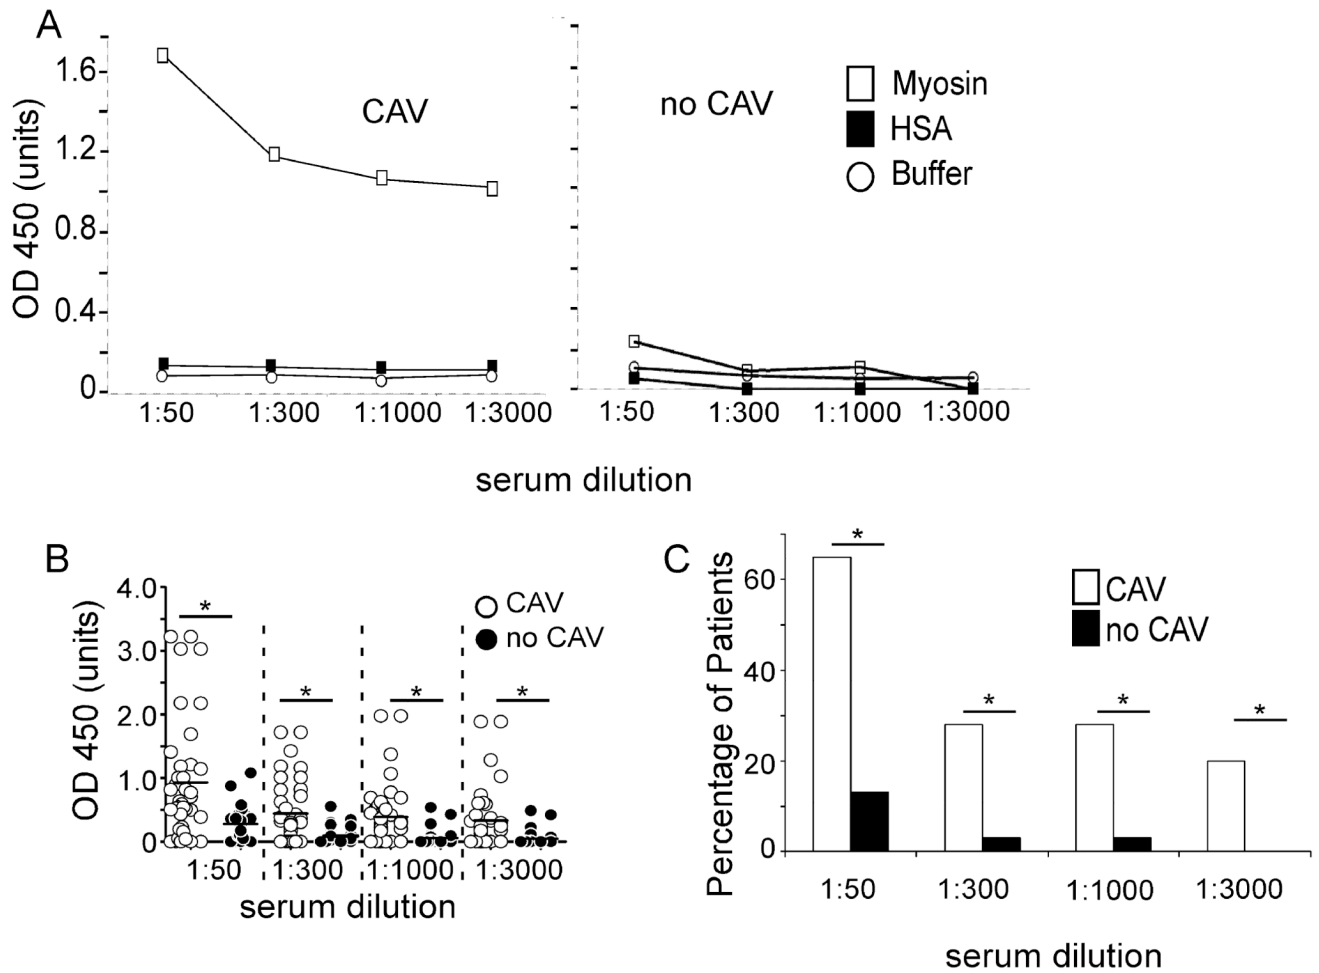 A
OD 450 (units)
1.6
1.2
0.8
0.4
0
CAV
1:50 1:300 1:1000 1:3000
no CAV
1:50 1:300 1:1000 1:3000
Myosin
HSA
Buffer
serum dilution
B
OD 450 (units)
4.0
3.0
2.0
1.0
0
* * * *
CAV
no CAV
1:50 1:300 1:1000 1:3000
serum dilution
C
Percentage of Patients
60
40
20
0
* * * *
CAV
no CAV
1:50 1:300 1:1000 1:3000
serum dilution